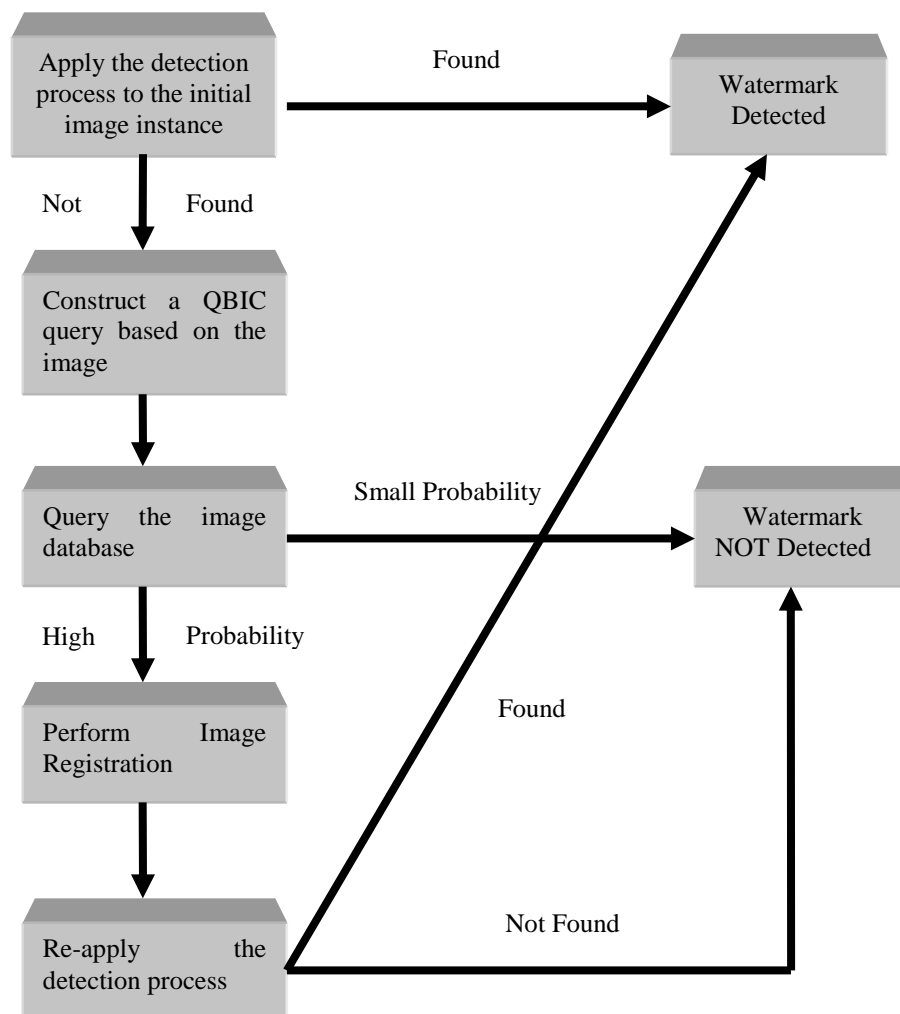 Apply the detection
process to the initial
image instance
Found
Watermark
Detected
Not Found
Construct a QBIC
query based on the
image
Query the image
database
Small Probability
Watermark
NOT Detected
High Probability
Perform Image
Registration
Found
Not Found
Re-apply the
detection process